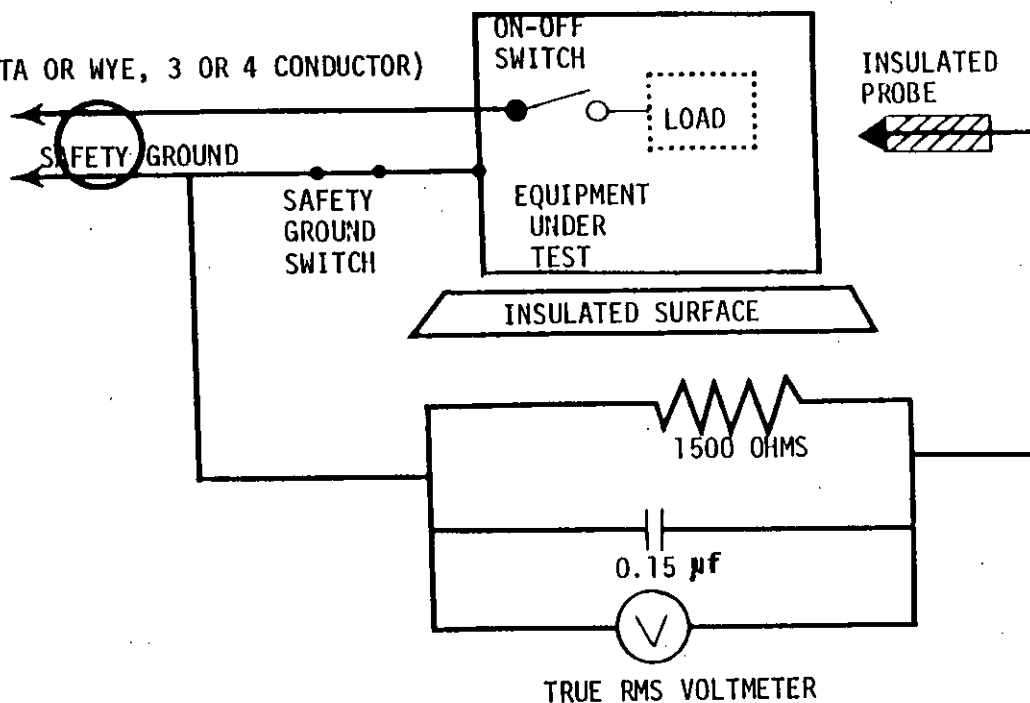 ON-OFF
SWITCH
TA OR WYE, 3 OR 4 CONDUCTOR)
INSULATED
PROBE
LOAD
SAFETY GROUND
SAFETY
GROUND
SWITCH
EQUIPMENT
UNDER
TEST
INSULATED SURFACE
1500 OHMS
0.15 µf
V
TRUE RMS VOLTMETER